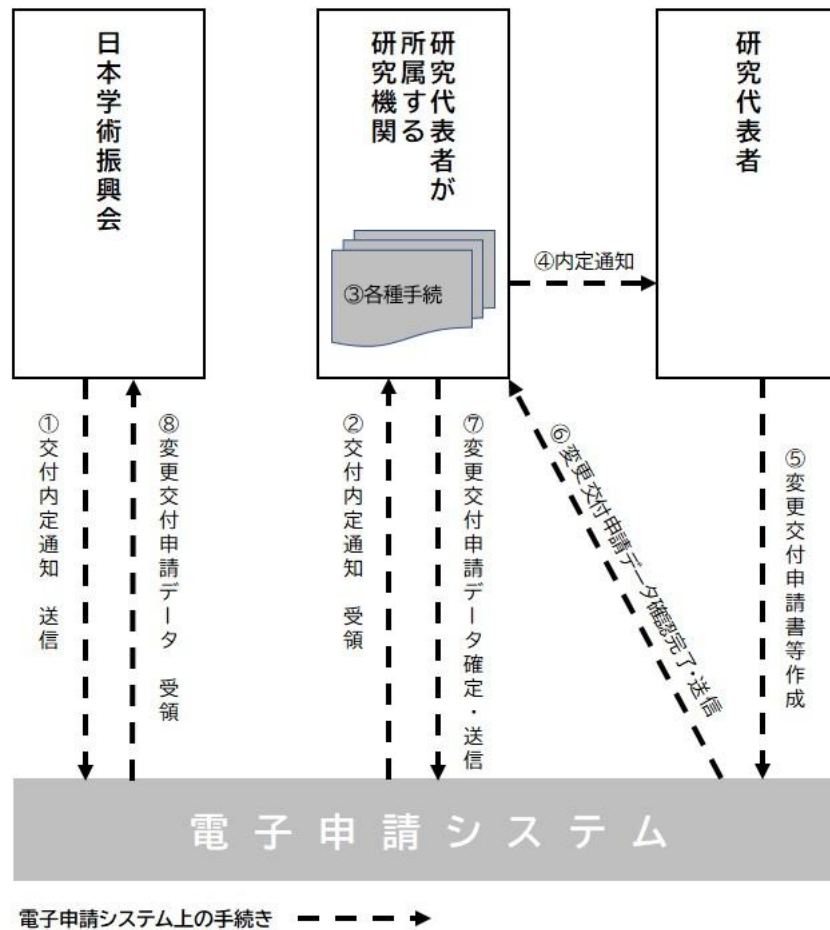 日本学術振興会
研究代表者が
所属する
研究機関
研究代表者
③各種手続
④内定通知
①交付内定通知 送信
⑧変更交付申請データ 受領
②交付内定通知 受領
⑦変更交付申請データ確定・送信
⑥変更交付申請データ確認完了・送信
⑤変更交付申請書等作成
電子申請システム
電子申請システム上の手続き